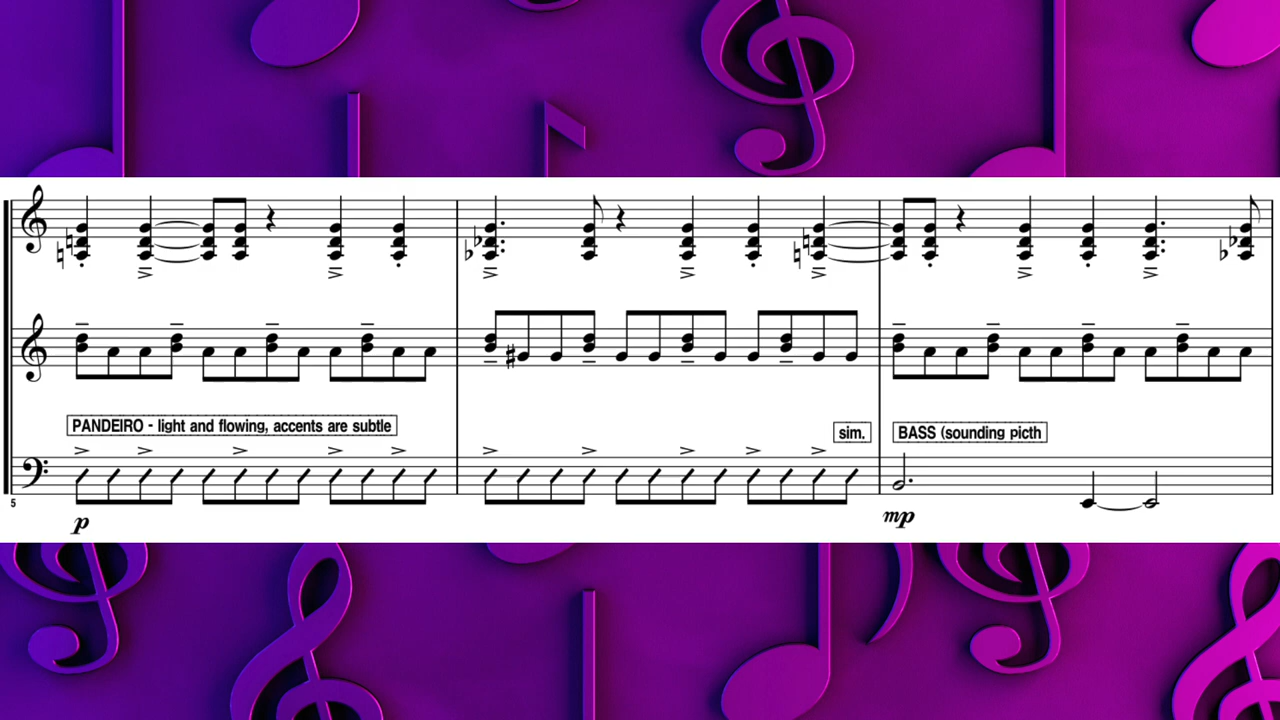 PANDEIRO - light and flowing, accents are subtle
sim.
BASS (sounding picth
5
p
mp